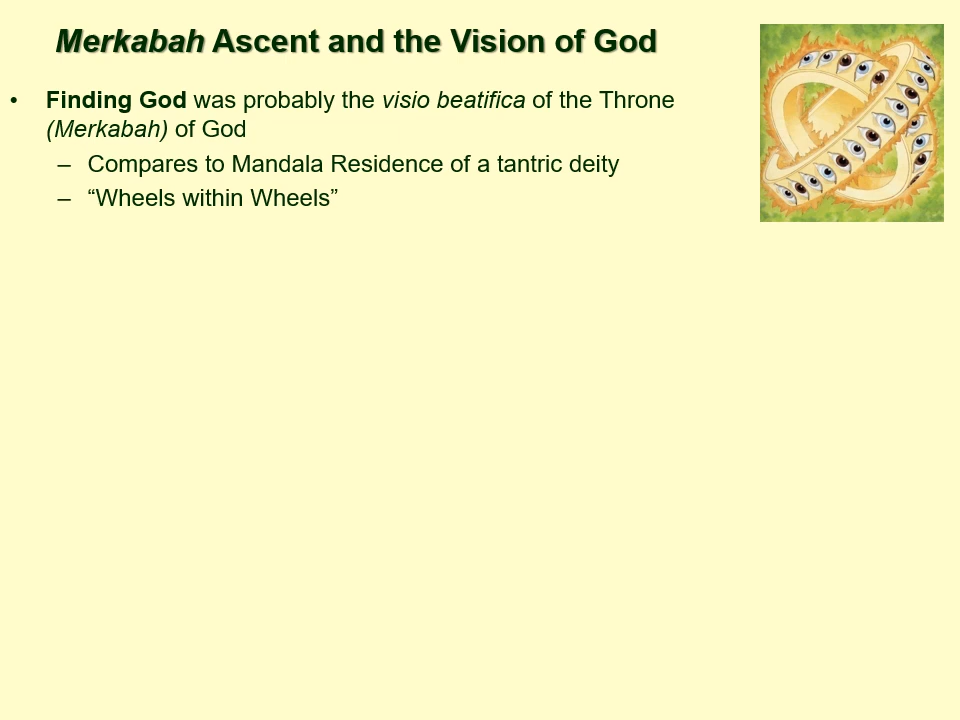 Merkabah Ascent and the Vision of God
• Finding God was probably the visio beatifica of the Throne
(Merkabah) of God
– Compares to Mandala Residence of a tantric deity
– “Wheels within Wheels”